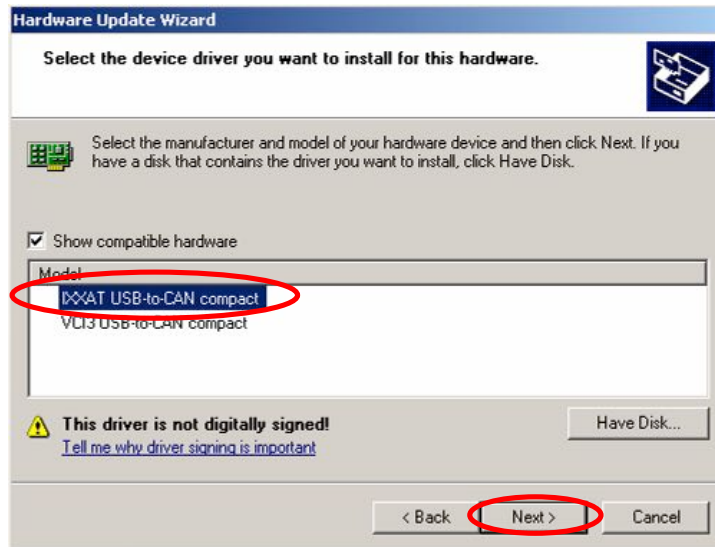 Hardware Update Wizard
Select the device driver you want to install for this hardware.
Select the manufacturer and model of your hardware device and then click Next. If you
have a disk that contains the driver you want to install, click Have Disk.
Show compatible hardware
Model
IXXAT USB-to-CAN compact
VCI3 USB-to-CAN compact
This driver is not digitally signed!
Have Disk...
Tell me why driver signing is important
< Back
Next >
Cancel